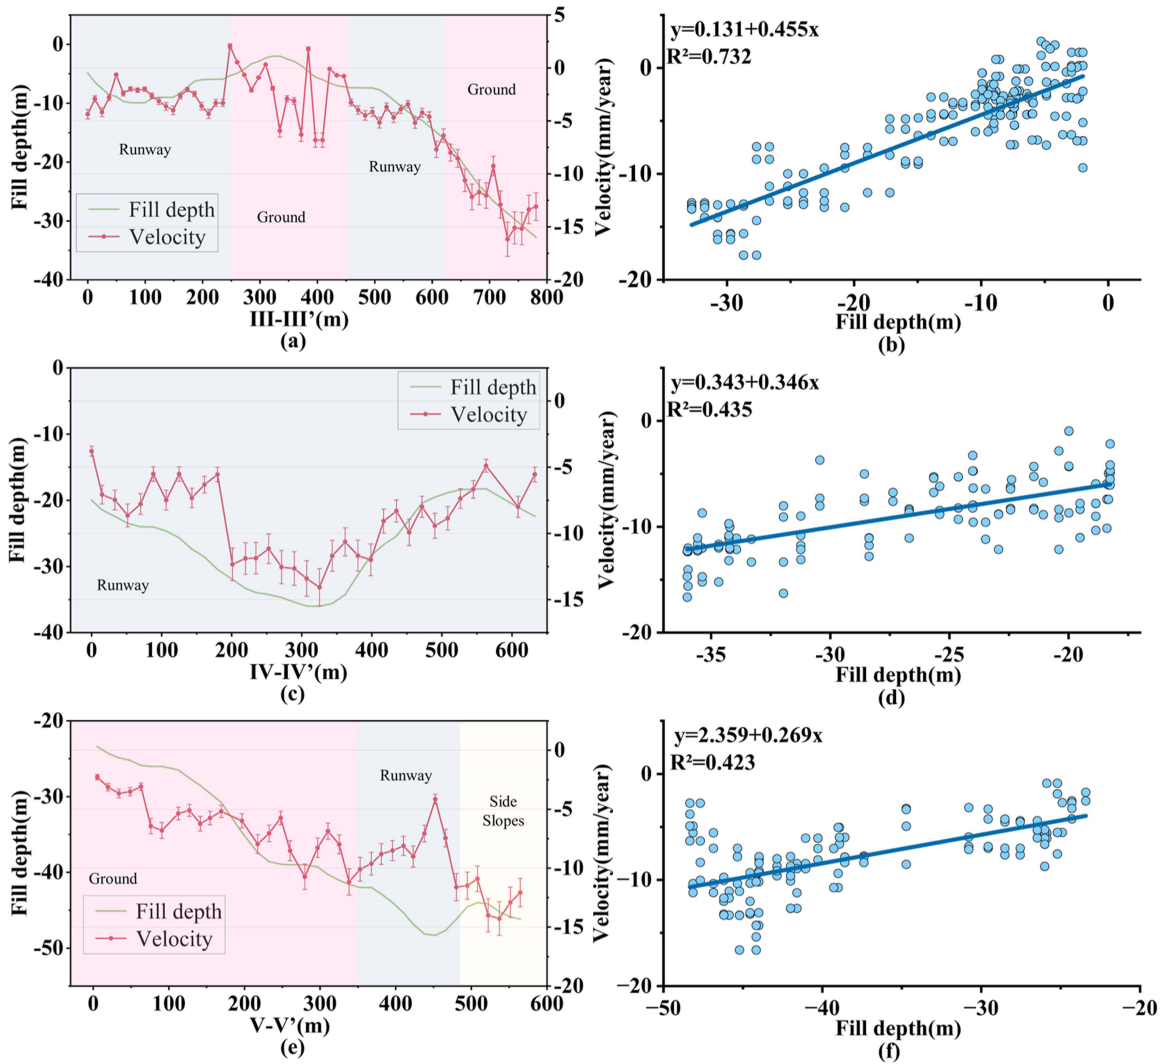 Fill depth(m)
0
-10
-20
-30
-40
5
0
-5
-10
-15
-20
Runway
Ground
Runway
Ground
Fill depth
Velocity
0
100
200
300
400
500
600
700
800
III-III’(m)
(a)
y=0.131+0.455x
R²=0.732
Velocity(mm/year)
0
-10
-20
-30
-20
-10
0
Fill depth(m)
(b)
Fill depth(m)
0
-10
-20
-30
-40
0
-5
-10
-15
Fill depth
Velocity
Runway
0
100
200
300
400
500
600
IV-IV’(m)
(c)
y=0.343+0.346x
R²=0.435
Velocity(mm/year)
0
-10
-20
-35
-30
-25
-20
Fill depth(m)
(d)
Fill depth(m)
-20
-30
-40
-50
0
-5
-10
-15
-20
Runway
Side
Slopes
Ground
Fill depth
Velocity
0
100
200
300
400
500
600
V-V’(m)
(e)
y=2.359+0.269x
R²=0.423
Velocity(mm/year)
0
-10
-20
−50
-40
-30
-20
Fill depth(m)
(f)